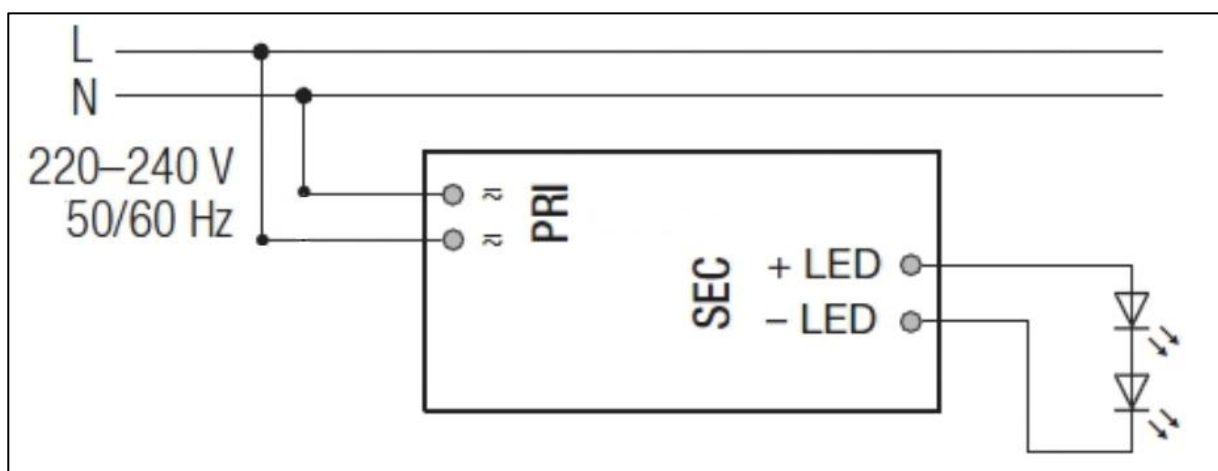 L
N
220–240 V
50/60 Hz
≈ PRI
≈
SEC
+ LED
– LED